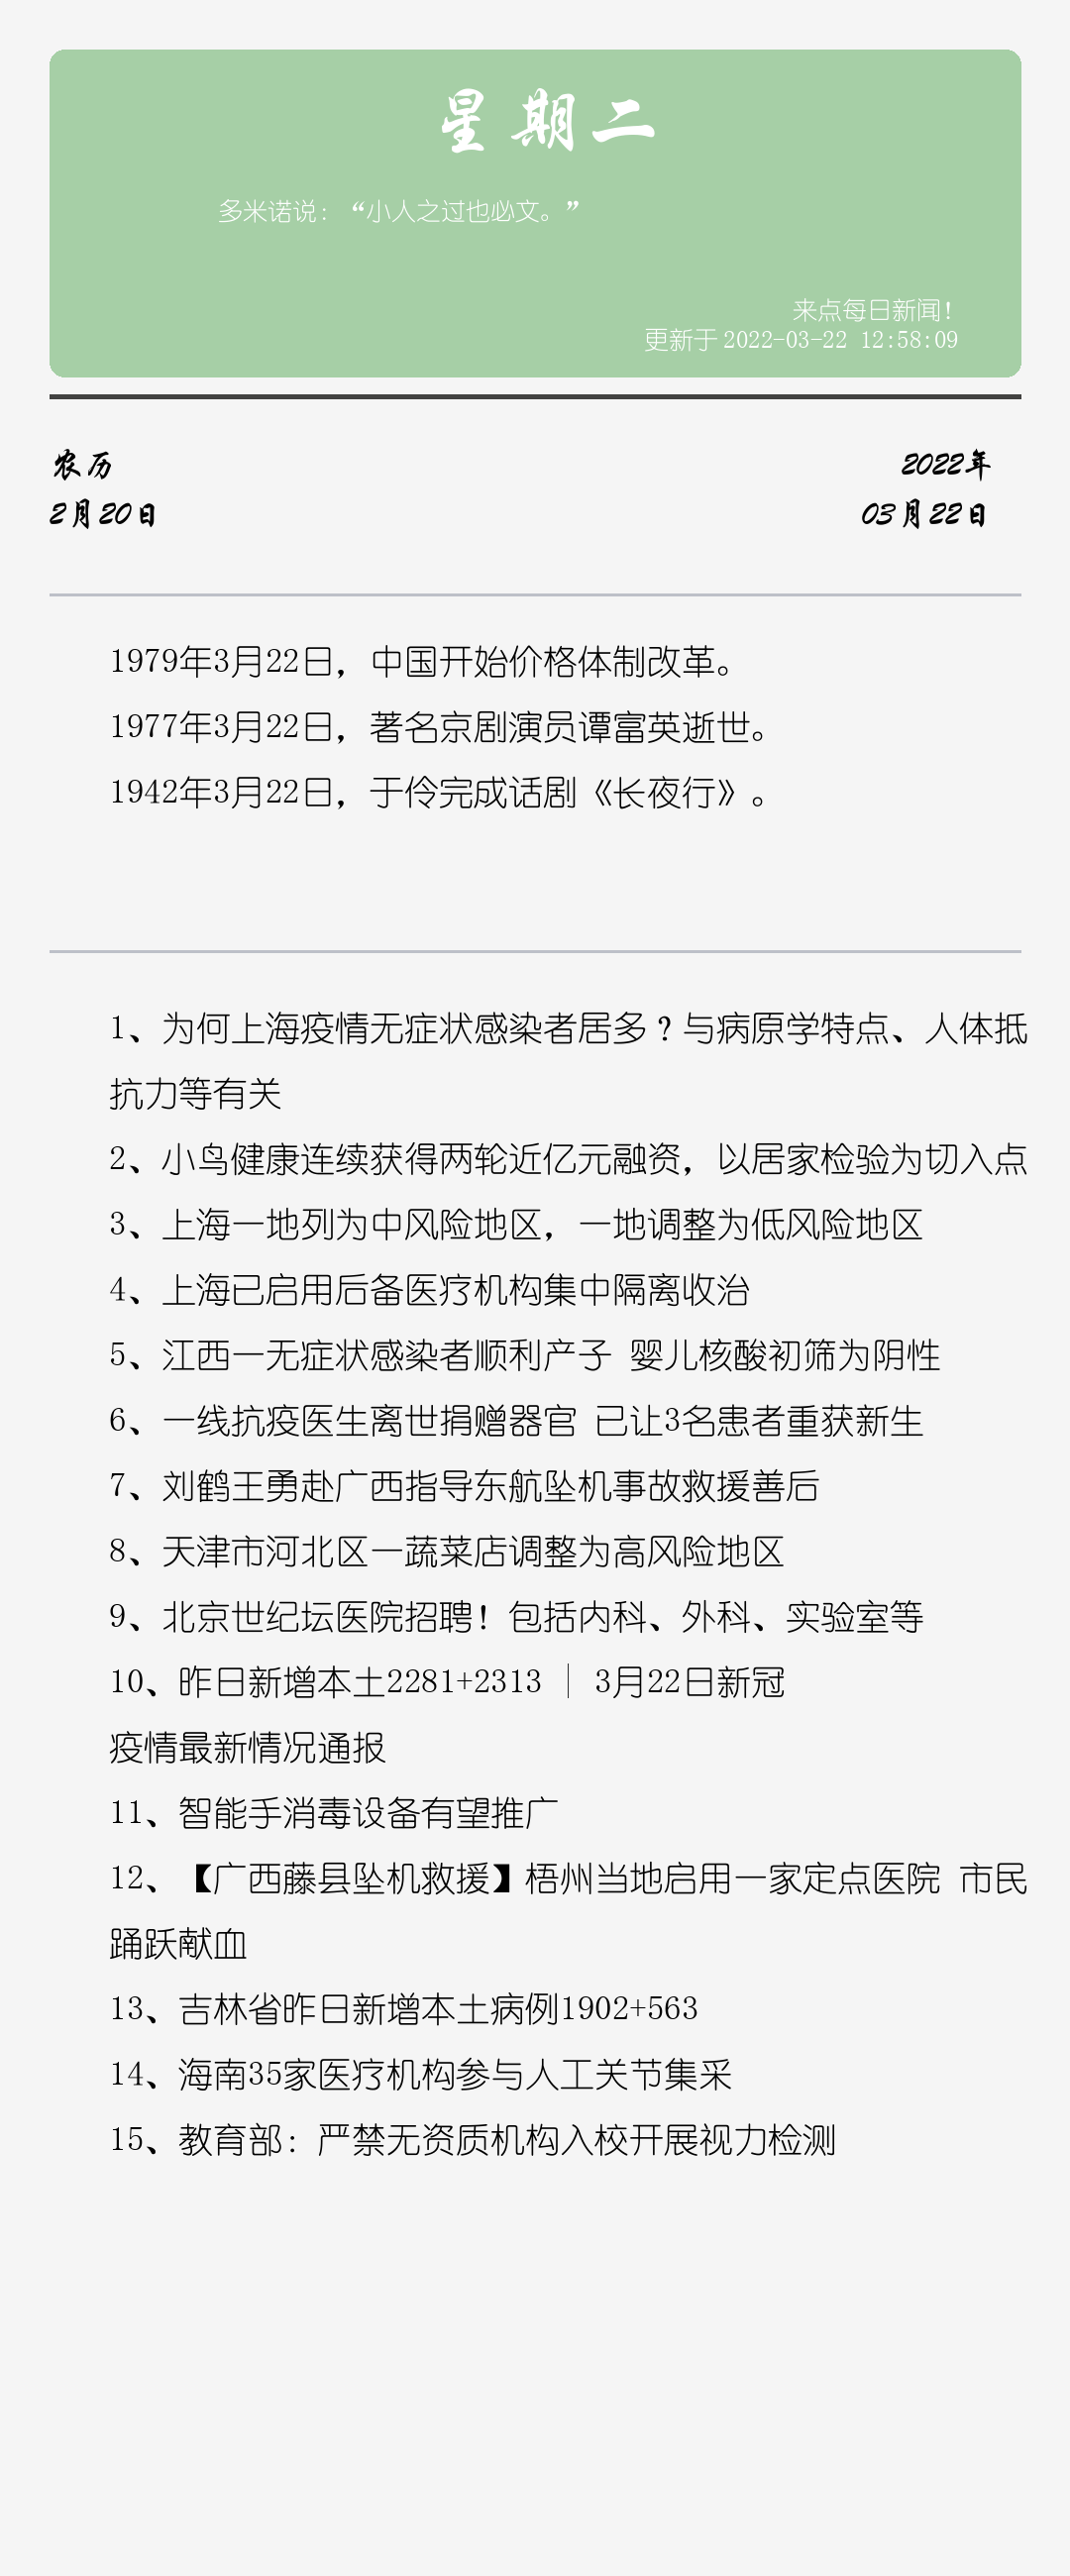 星期二
多米诺说：“小人之过也必文。”
来点每日新闻！
更新于 2022-03-22 12:58:09
农历
2022年
2月20日
03月22日
1979年3月22日，中国开始价格体制改革。
1977年3月22日，著名京剧演员谭富英逝世。
1942年3月22日，于伶完成话剧《长夜行》。
1、为何上海疫情无症状感染者居多？与病原学特点、人体抵
抗力等有关
2、小鸟健康连续获得两轮近亿元融资，以居家检验为切入点
3、上海一地列为中风险地区，一地调整为低风险地区
4、上海已启用后备医疗机构集中隔离收治
5、江西一无症状感染者顺利产子 婴儿核酸初筛为阴性
6、一线抗疫医生离世捐赠器官 已让3名患者重获新生
7、刘鹤王勇赴广西指导东航坠机事故救援善后
8、天津市河北区一蔬菜店调整为高风险地区
9、北京世纪坛医院招聘！包括内科、外科、实验室等
10、昨日新增本土2281+2313 | 3月22日新冠
疫情最新情况通报
11、智能手消毒设备有望推广
12、【广西藤县坠机救援】梧州当地启用一家定点医院 市民
踊跃献血
13、吉林省昨日新增本土病例1902+563
14、海南35家医疗机构参与人工关节集采
15、教育部：严禁无资质机构入校开展视力检测